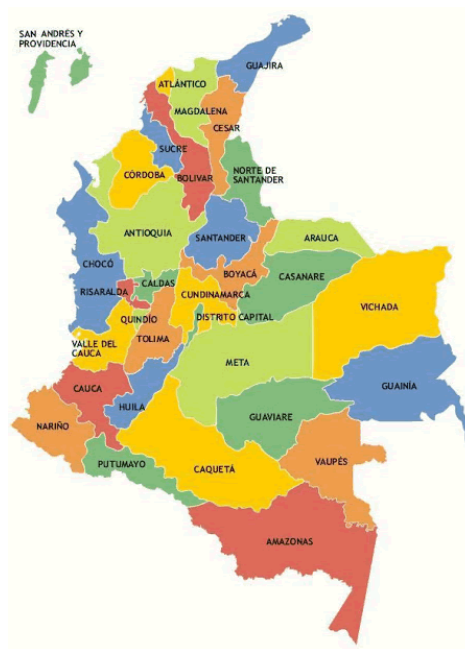 SAN ANDRÉS Y
PROVIDENCIA
GUAJIRA
ATLÁNTICO
MAGDALENA
CESAR
SUCRE
NORTE DE
SANTANDER
CÓRDOBA
BOLIVAR
ANTIOQUIA
SANTANDER
ARAUCA
CHOCÓ
BOYACÁ
CASANARE
RISARALDA
CALDAS
CUNDINAMARCA
VICHADA
QUINDÍO
DISTRITO CAPITAL
VALLE DEL
CAUCA
TOLIMA
META
CAUCA
GUAINÍA
HUILA
GUAVIARE
NARIÑO
PUTUMAYO
CAQUETÁ
VAUPÉS
AMAZONAS